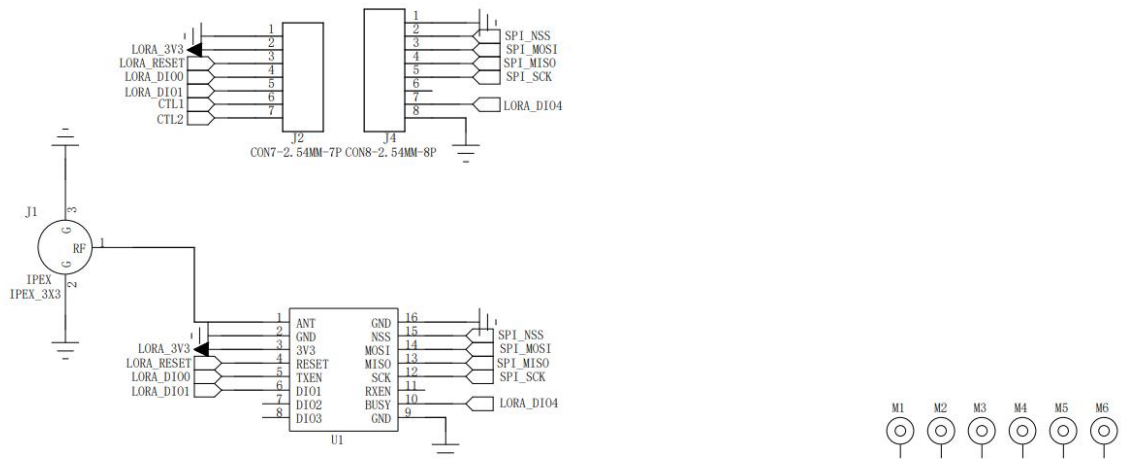 1
2
3
4
5
6
7
LORA_3V3
LORA_RESET
LORA_DIO0
LORA_DIO1
CTL1
CTL2
J2
CON7-2.54MM-7P
1
2
3
4
5
6
7
8
SPI_NSS
SPI_MOSI
SPI_MISO
SPI_SCK
LORA_DIO4
J4
CON8-2.54MM-8P
J1
3
G
RF
1
G
2
IPEX
IPEX_3X3
LORA_3V3
LORA_RESET
LORA_DIO0
LORA_DIO1
1 ANT
2 GND
3 3V3
4 RESET
5 TXEN
6 DIO1
7 DIO2
8 DIO3
GND 16
NSS 15
MOSI 14
MISO 13
SCK 12
RXEN 11
BUSY 10
GND 9
SPI_NSS
SPI_MOSI
SPI_MISO
SPI_SCK
LORA_DIO4
U1
M1 M2 M3 M4 M5 M6